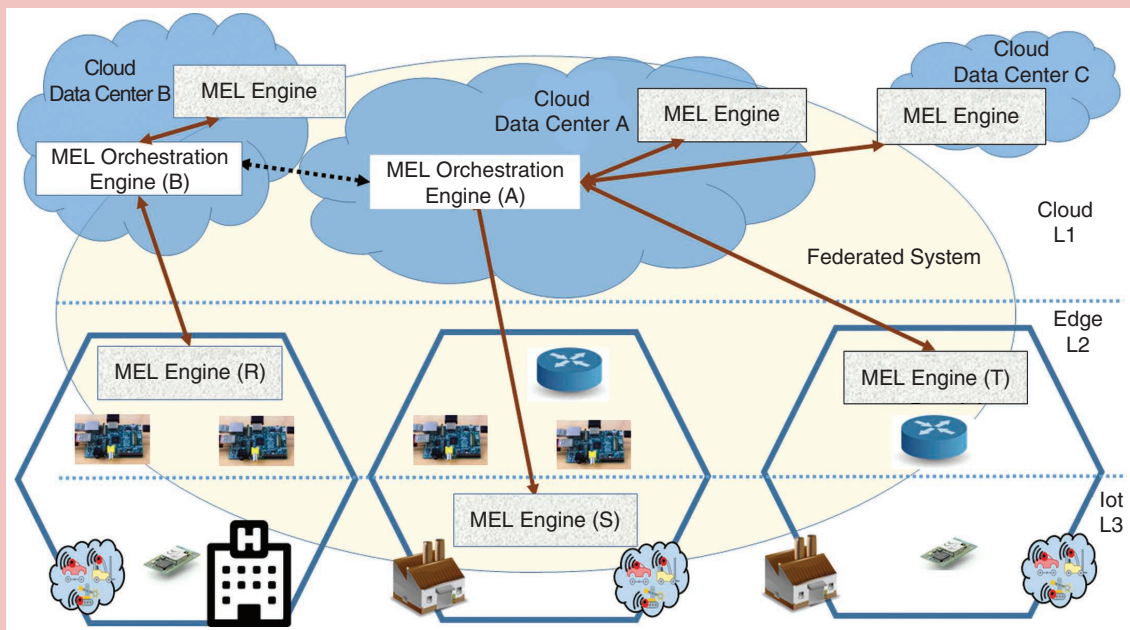 Cloud
Data Center B
MEL Engine
MEL Orchestration
Engine (B)
Cloud
Data Center A
MEL Engine
MEL Orchestration
Engine (A)
Cloud
Data Center C
MEL Engine
Cloud
L1
Federated System
Edge
L2
MEL Engine (R)
MEL Engine (T)
Iot
L3
MEL Engine (S)
H